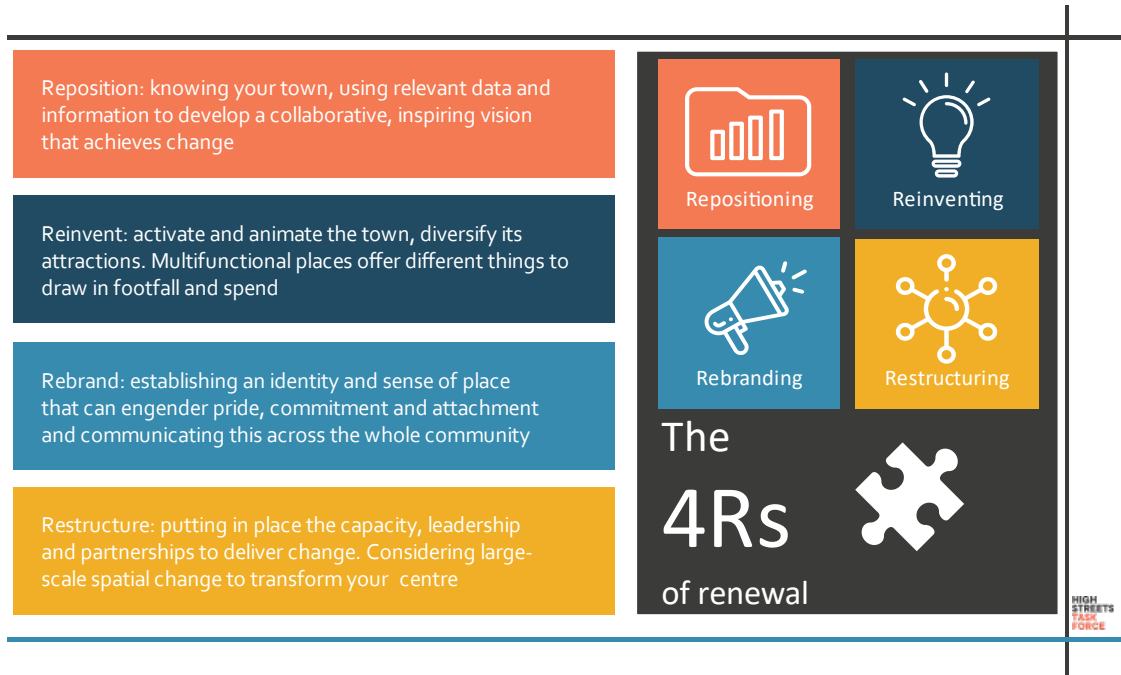 Reposition: knowing your town, using relevant data and
information to develop a collaborative, inspiring vision
that achieves change
Reinvent: activate and animate the town, diversify its
attractions. Multifunctional places offer different things to
draw in footfall and spend
Rebrand: establishing an identity and sense of place
that can engender pride, commitment and attachment
and communicating this across the whole community
Restructure: putting in place the capacity, leadership
and partnerships to deliver change. Considering large-
scale spatial change to transform your  centre
Repositioning
Reinventing
Rebranding
Restructuring
The
4Rs
of renewal
HIGH
STREETS
TASK
FORCE